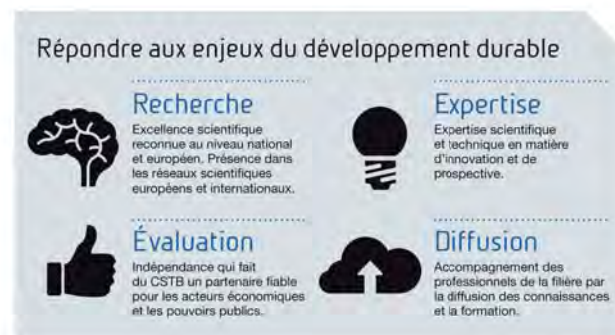 Répondre aux enjeux du développement durable
Recherche
Excellence scientifique
reconnue au niveau national
et européen. Présence dans
les réseaux scientifiques
européens et internationaux.
Expertise
Expertise scientifique
et technique en matière
d'innovation et de
prospective.
Évaluation
Indépendance qui fait
du CSTB un partenaire fiable
pour les acteurs économiques
et les pouvoirs publics.
Diffusion
Accompagnement des
professionnels de la filière par
la diffusion des connaissances
et la formation.